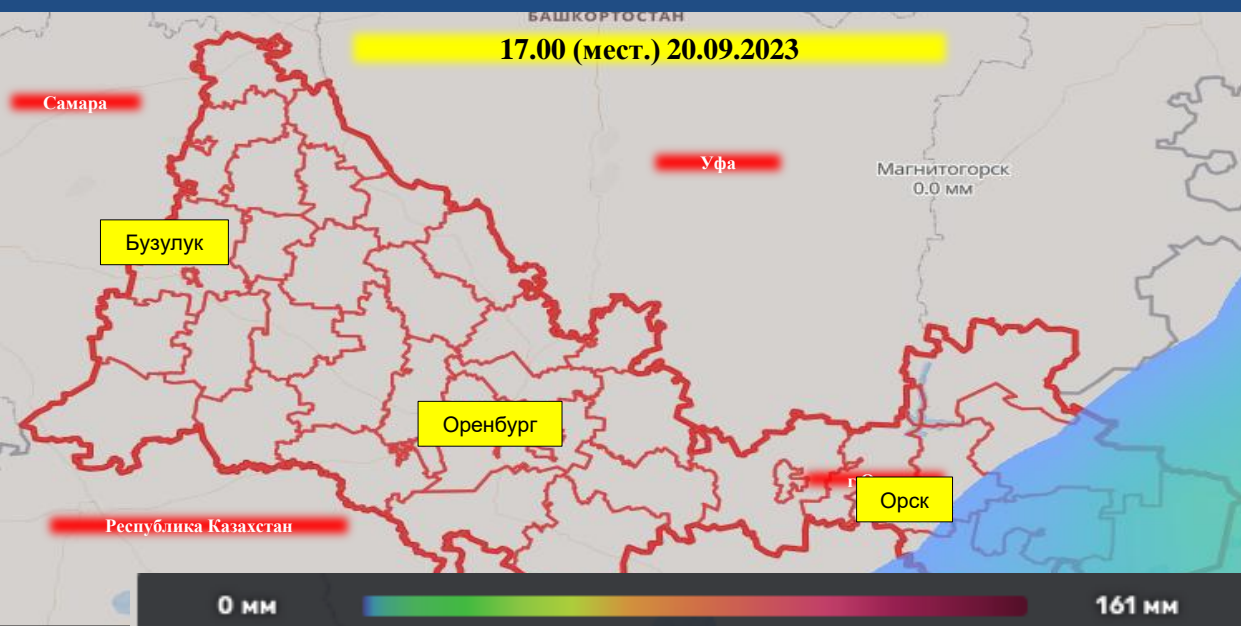 БАШКОРТОСТАН
17.00 (мест.) 20.09.2023
Самара
Уфа
Магнитогорск
0.0 мм
Бузулук
Оренбург
Орск
Республика Казахстан
0 мм
161 мм